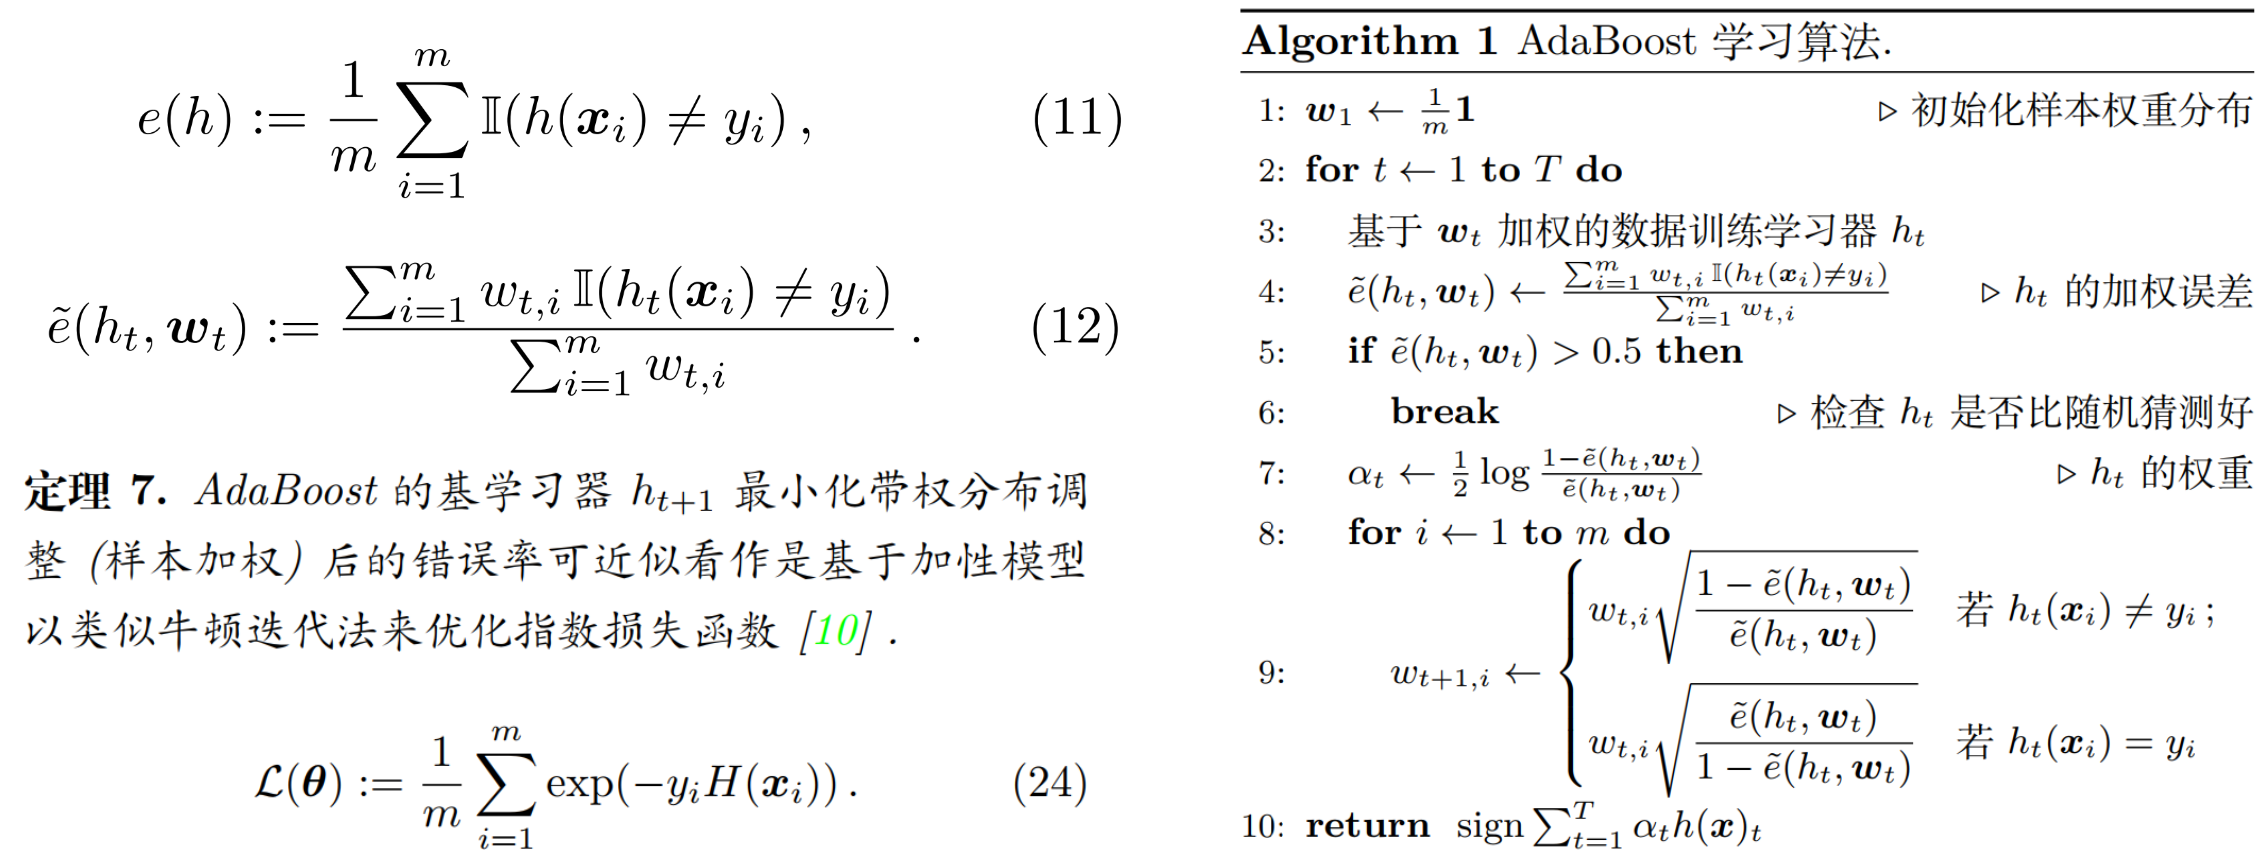 e(h) := \frac{1}{m} \sum_{i=1}^{m} \mathbb{I}(h(\boldsymbol{x}_i) \neq y_i) , (11)
\tilde{e}(h_t, \boldsymbol{w}_t) := \frac{\sum_{i=1}^{m} w_{t,i} \mathbb{I}(h_t(\boldsymbol{x}_i) \neq y_i)}{\sum_{i=1}^{m} w_{t,i}} . (12)
定理 7. AdaBoost 的基学习器 h_{t+1} 最小化带权分布调
整 (样本加权) 后的错误率可近似看作是基于加性模型
以类似牛顿迭代法来优化指数损失函数 [10] .
\mathcal{L}(\boldsymbol{\theta}) := \frac{1}{m} \sum_{i=1}^{m} \exp(-y_i H(\boldsymbol{x}_i)) . (24)
Algorithm 1 AdaBoost 学习算法.
1: \boldsymbol{w}_1 ← \frac{1}{m} \boldsymbol{1} ▷ 初始化样本权重分布
2: for t ← 1 to T do
3: 基于 \boldsymbol{w}_t 加权的数据训练学习器 h_t
4: \tilde{e}(h_t, \boldsymbol{w}_t) ← \frac{\sum_{i=1}^{m} w_{t,i} \mathbb{I}(h_t(\boldsymbol{x}_i) \neq y_i)}{\sum_{i=1}^{m} w_{t,i}} ▷ h_t 的加权误差
5: if \tilde{e}(h_t, \boldsymbol{w}_t) > 0.5 then
6: break ▷ 检查 h_t 是否比随机猜测好
7: α_t ← \frac{1}{2} \log \frac{1-\tilde{e}(h_t, \boldsymbol{w}_t)}{\tilde{e}(h_t, \boldsymbol{w}_t)} ▷ h_t 的权重
8: for i ← 1 to m do
9: w_{t+1,i} ← \begin{cases} w_{t,i} \sqrt{\frac{1-\tilde{e}(h_t, \boldsymbol{w}_t)}{\tilde{e}(h_t, \boldsymbol{w}_t)}} & 若 h_t(\boldsymbol{x}_i) \neq y_i ; \\ w_{t,i} \sqrt{\frac{\tilde{e}(h_t, \boldsymbol{w}_t)}{1-\tilde{e}(h_t, \boldsymbol{w}_t)}} & 若 h_t(\boldsymbol{x}_i) = y_i \end{cases}
10: return sign \sum_{t=1}^{T} α_t h(\boldsymbol{x})_t